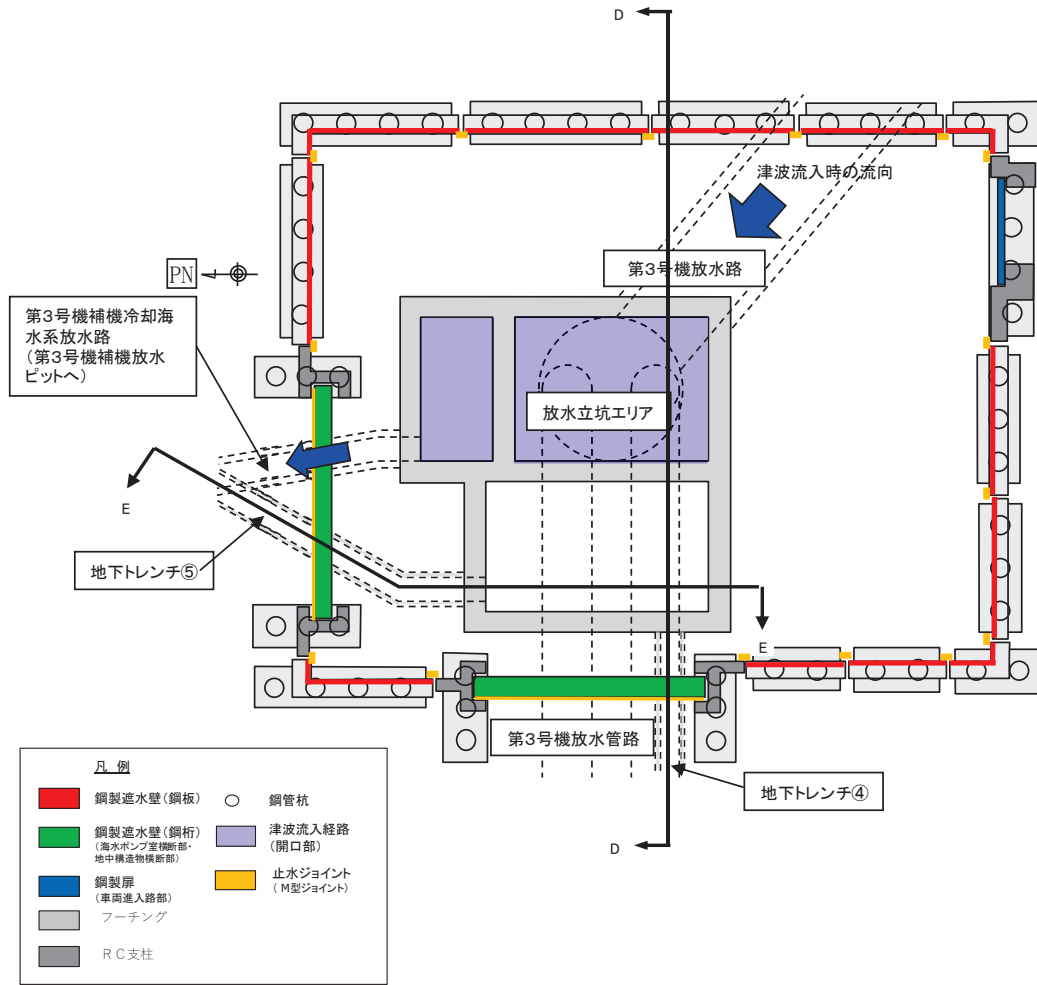 D
津波流入時の流向
第3号機放水路
PN
第3号機補機冷却海
水系放水路
(第3号機補機放水
ピットへ)
放水立坑エリア
E
地下トレンチ⑤
E
第3号機放水管路
地下トレンチ④
D
凡 例
鋼製遮水壁(鋼板)
鋼管杭
鋼製遮水壁(鋼桁)
(海水ポンプ室横断部・
地中構造物横断部)
津波流入経路
(開口部)
鋼製扉
(車両進入路部)
止水ジョイント
(M型ジョイント)
フーチング
RC支柱